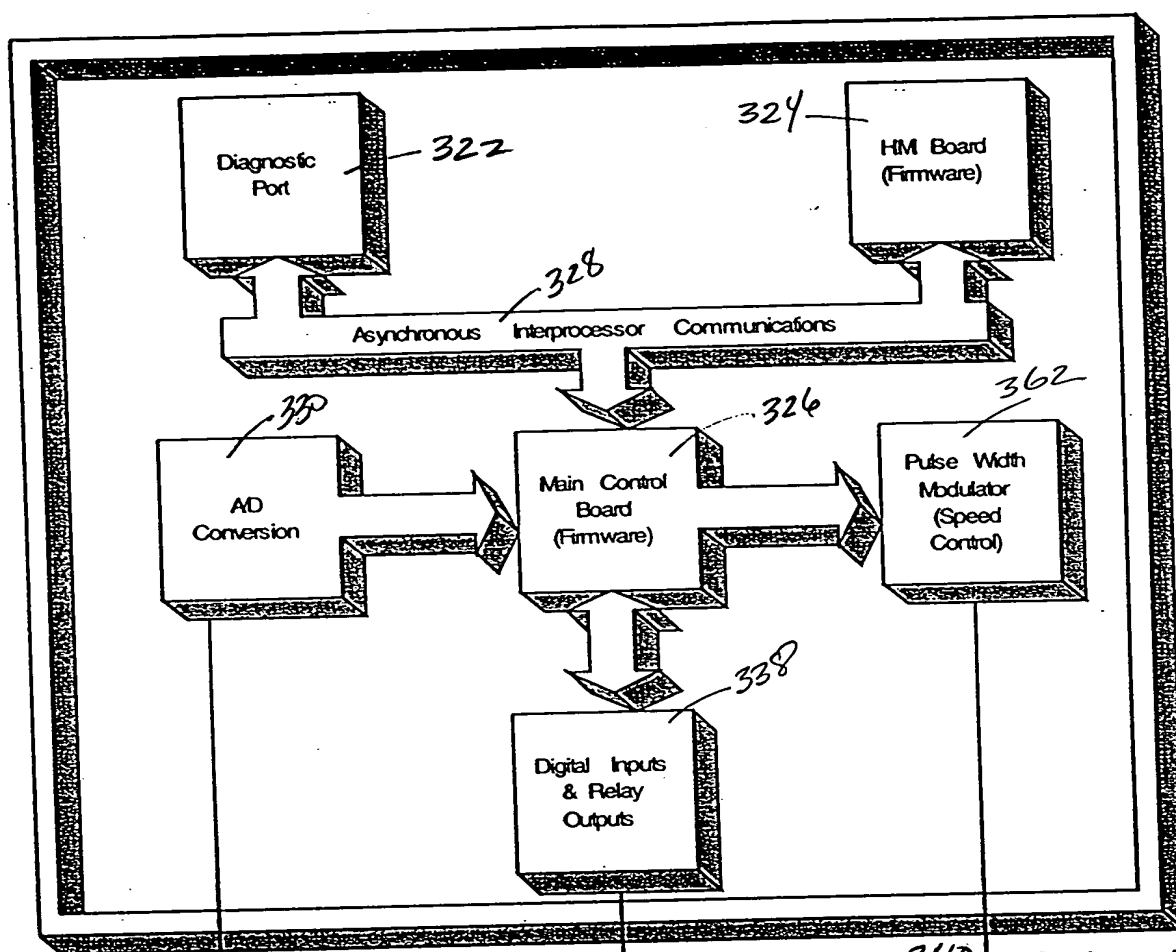 Diagnostic
Port
322
324
HMI Board
(Firmware)
328
Asynchronous Interprocessor Communications
330
A/D
Conversion
326
Main Control
Board
(Firmware)
362
Pulse Width
Modulator
(Speed
Control)
338
Digital Inputs
& Relay
Outputs